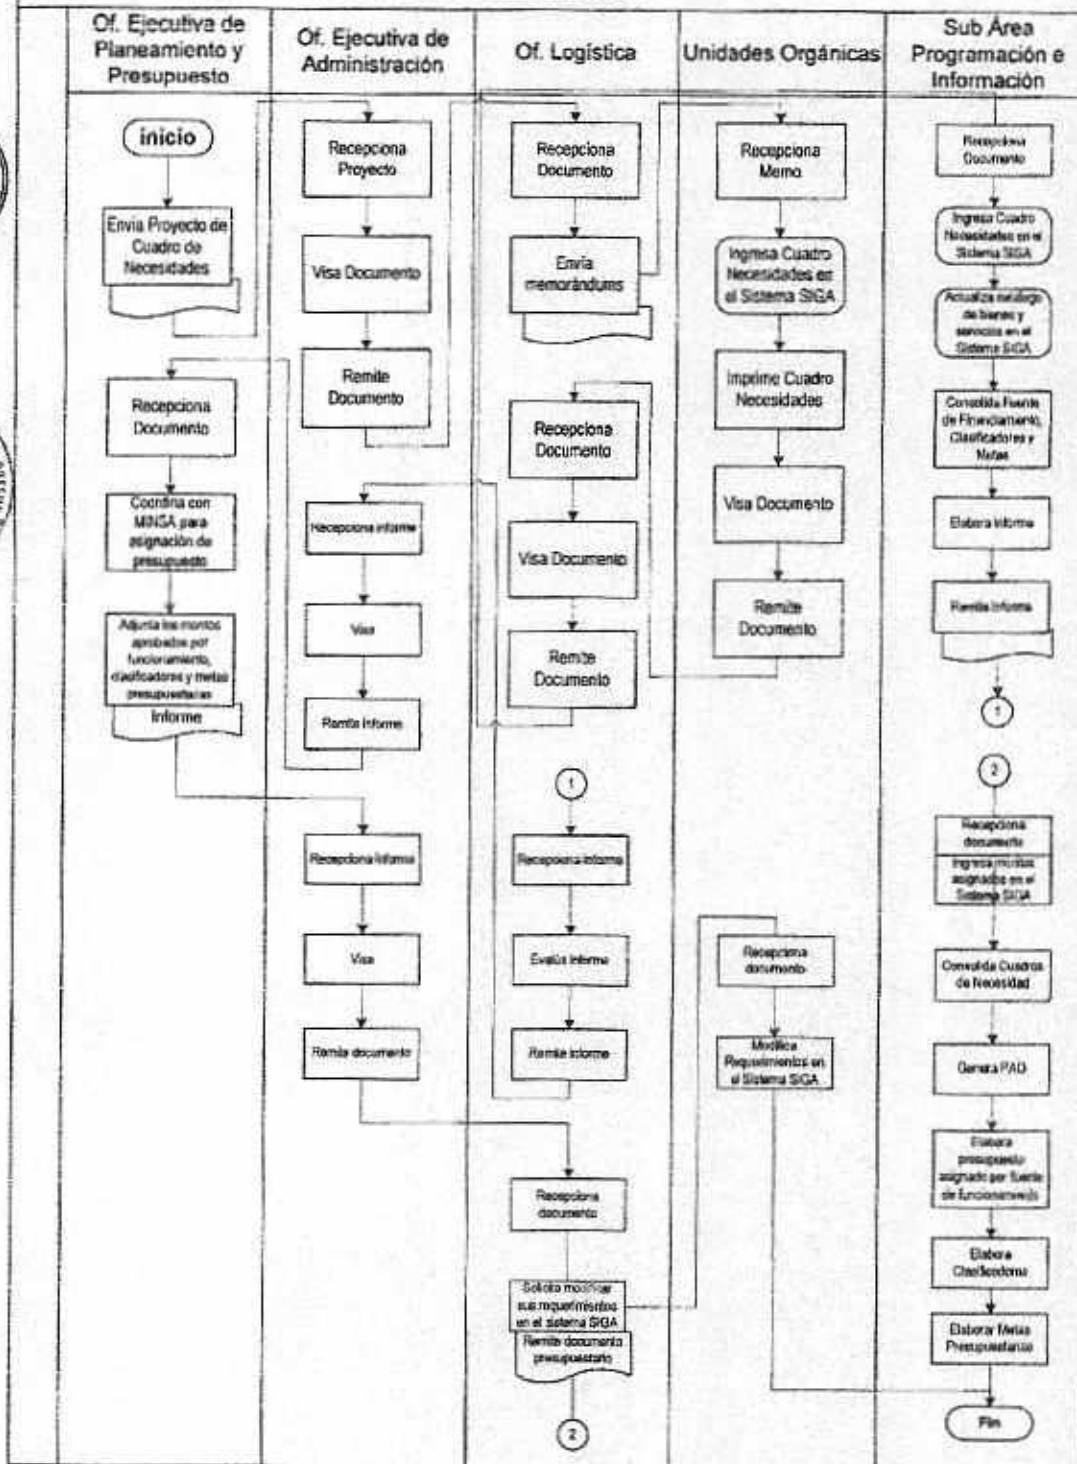 Of. Ejecutiva de
Planeamiento y
Presupuesto
Of. Ejecutiva de
Administración
Of. Logística
Unidades Orgánicas
Sub Área
Programación e
Información
inicio
Envía Proyecto de
Cuadro de
Necesidades
Recepciona
Documento
Coordina con
MINSA para
asignación de
presupuesto
Adjunta los montos
aprobados por
funcionamiento,
clasificadores y metas
presupuestarias
Informe
Recepciona
Proyecto
Visa Documento
Remite
Documento
Recepciona informe
Visa
Remite Informe
Recepciona Informe
Visa
Remite documento
Recepciona
Documento
Envía
memorándums
Recepciona
Documento
Visa Documento
Remite
Documento
1
Recepciona Informe
Evalúa Informe
Remite Informe
Recepciona
documento
Solicita modificar
sus requerimientos
en el sistema SIGA
Remite documento
presupuestario
2
Recepciona
Memo
Ingresa Cuadro
Necesidades en
el Sistema SIGA
Imprime Cuadro
Necesidades
Visa Documento
Remite
Documento
Recepciona
documento
Modifica
Requerimientos en
el Sistema SIGA
Recepciona
Documento
Ingresa Cuadro
Necesidades en el
Sistema SIGA
Actualiza catálogo
de bienes y
servicios en el
Sistema SIGA
Consolida Fuente
de Financiamiento,
Clasificadores y
Metas
Elabora Informe
Remite Informe
1
2
Recepciona
documento
Ingresa montos
asignados en el
Sistema SIGA
Consolida Cuadros
de Necesidad
Genera PAO
Elabora
presupuesto
asignado por fuente
de funcionamiento
Elabora
Elaborar Metas
Presupuestarias
Fin